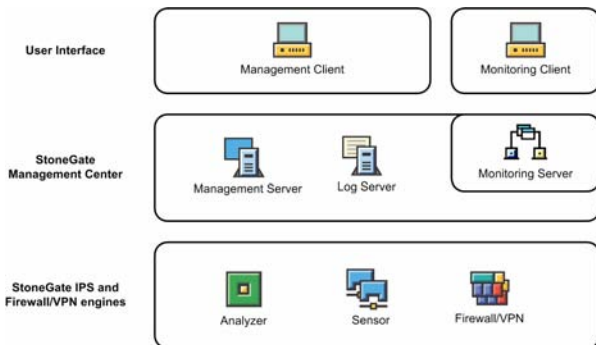 User Interface
Management Client
Monitoring Client
StoneGate
Management Center
Management Server
Log Server
Monitoring Server
StoneGate IPS and
Firewall/VPN engines
Analyzer
Sensor
Firewall/VPN